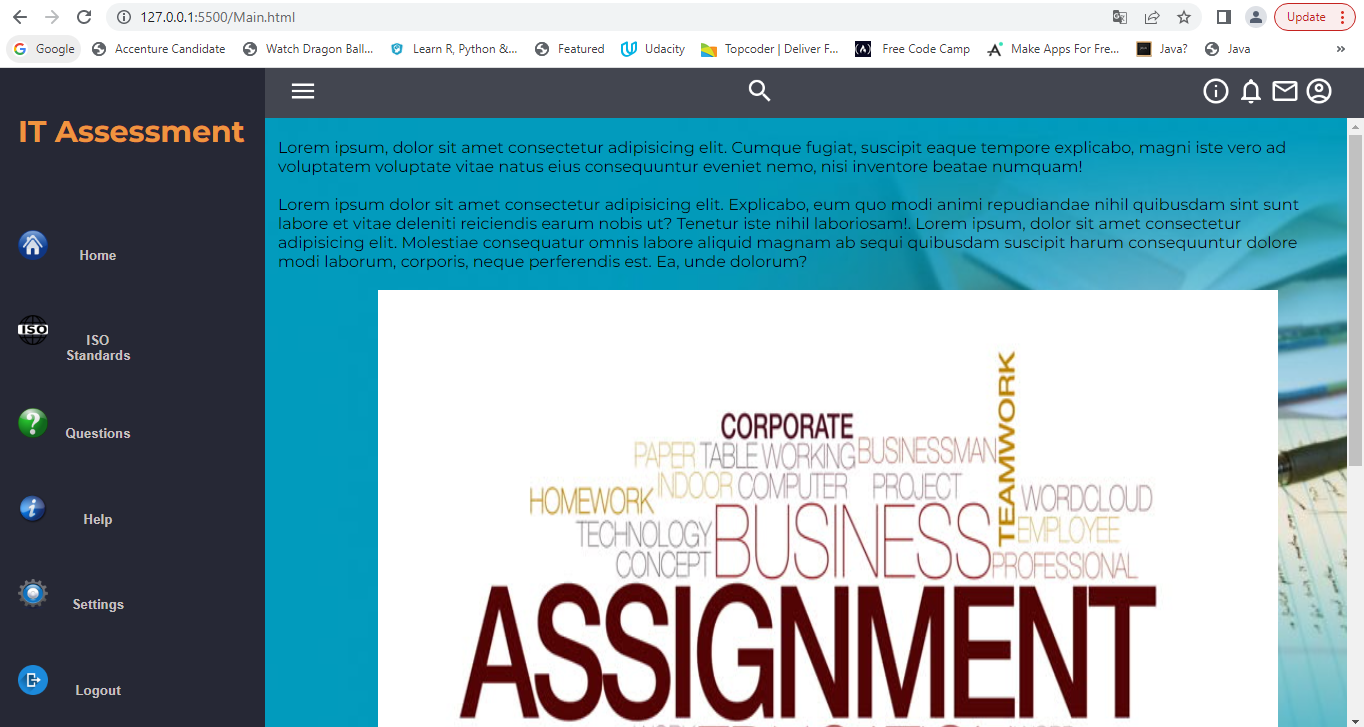 127.0.0.1:5500/Main.html
Update
Google
Accenture Candidate
Watch Dragon Ball...
Learn R, Python &...
Featured
Udacity
Topcoder | Deliver F...
Free Code Camp
Make Apps For Fre...
Java?
Java
»
IT Assessment
Home
ISO
ISO
Standards
Questions
Help
Settings
Logout
Lorem ipsum, dolor sit amet consectetur adipisicing elit. Cumque fugiat, suscipit eaque tempore explicabo, magni iste vero ad
voluptatem voluptate vitae natus eius consequuntur eveniet nemo, nisi inventore beatae numquam!
Lorem ipsum dolor sit amet consectetur adipisicing elit. Explicabo, eum quo modi animi repudiandae nihil quibusdam sint sunt
labore et vitae deleniti reiciendis earum nobis ut? Tenetur iste nihil laboriosam!. Lorem ipsum, dolor sit amet consectetur
adipisicing elit. Molestiae consequatur omnis labore aliquid magnam ab sequi quibusdam suscipit harum consequuntur dolore
modi laborum, corporis, neque perferendis est. Ea, unde dolorum?
CORPORATE
TEAMWORK
PAPER TABLE WORKING BUSINESSMAN
INDOOR COMPUTER PROJECT
HOMEWORK
WORDCLOUD
TECHNOLOGY BUSINESS EMPLOYEE
CONCEPT
PROFESSIONAL
ASSIGNMENT